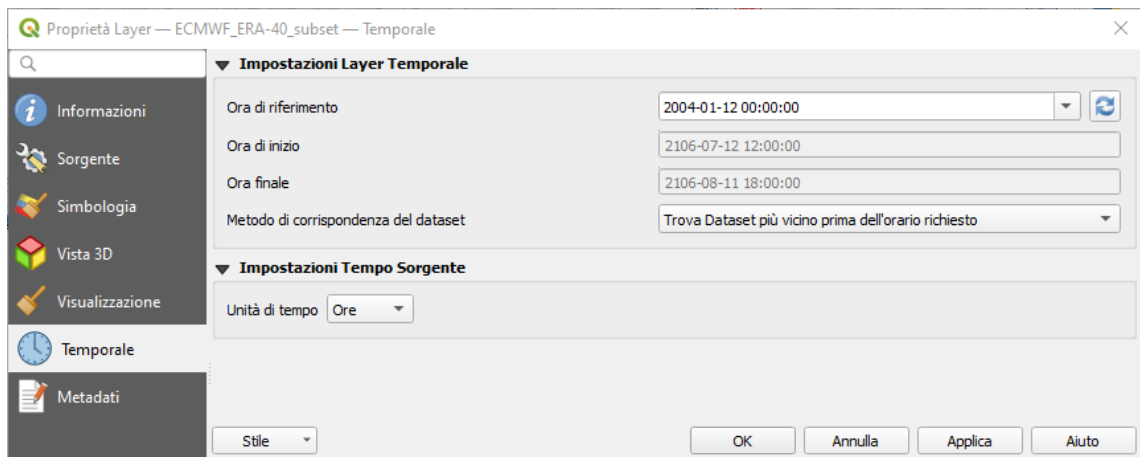 Proprietà Layer — ECMWF_ERA-40_subset — Temporale
Informazioni
Sorgente
Simbologia
Vista 3D
Visualizzazione
Temporale
Metadati
Impostazioni Layer Temporale
Ora di riferimento 2004-01-12 00:00:00
Ora di inizio 2106-07-12 12:00:00
Ora finale 2106-08-11 18:00:00
Metodo di corrispondenza del dataset Trova Dataset più vicino prima dell'orario richiesto
Impostazioni Tempo Sorgente
Unità di tempo Ore
Stile OK Annulla Applica Aiuto